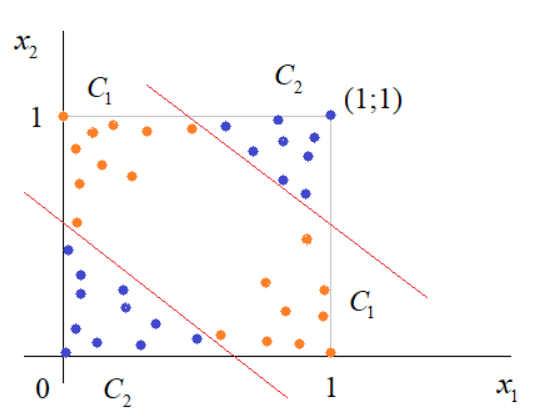 x₂
C₁
C₂
(1;1)
1
C₁
0
C₂
1
x₁